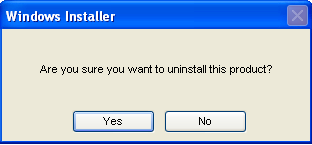 Windows Installer
Are you sure you want to uninstall this product?
Yes
No